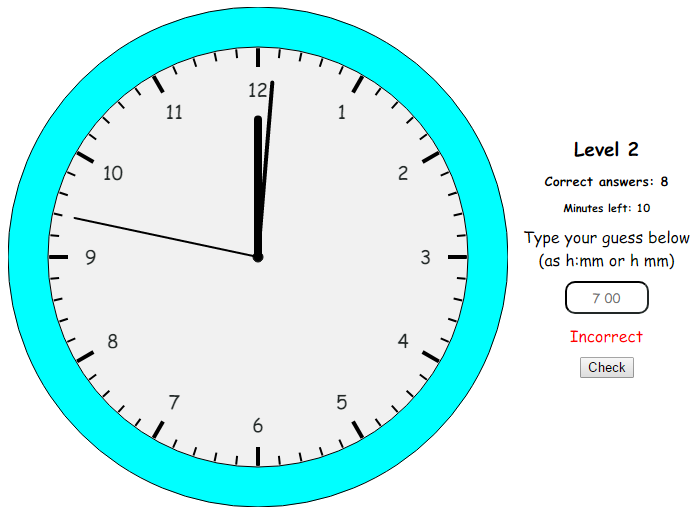 12
11
1
10
2
9
3
8
4
7
5
6
Level 2
Correct answers: 8
Minutes left: 10
Type your guess below
(as h:mm or h mm)
7 00
Incorrect
Check